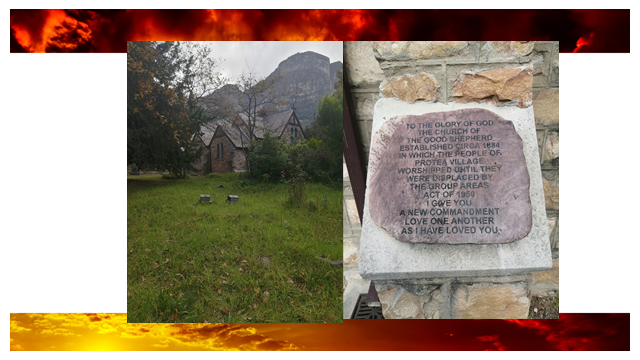 TO THE GLORY OF GOD
THE CHURCH OF
THE GOOD SHEPHERD
ESTABLISHED CIRCA 1884
IN WHICH THE PEOPLE OF
PROTEA VILLAGE
WORSHIPPED UNTIL THEY
WERE DISPLACED BY
THE GROUP AREAS
ACT OF 1950
I GIVE YOU
A NEW COMMANDMENT
LOVE ONE ANOTHER
AS I HAVE LOVED YOU